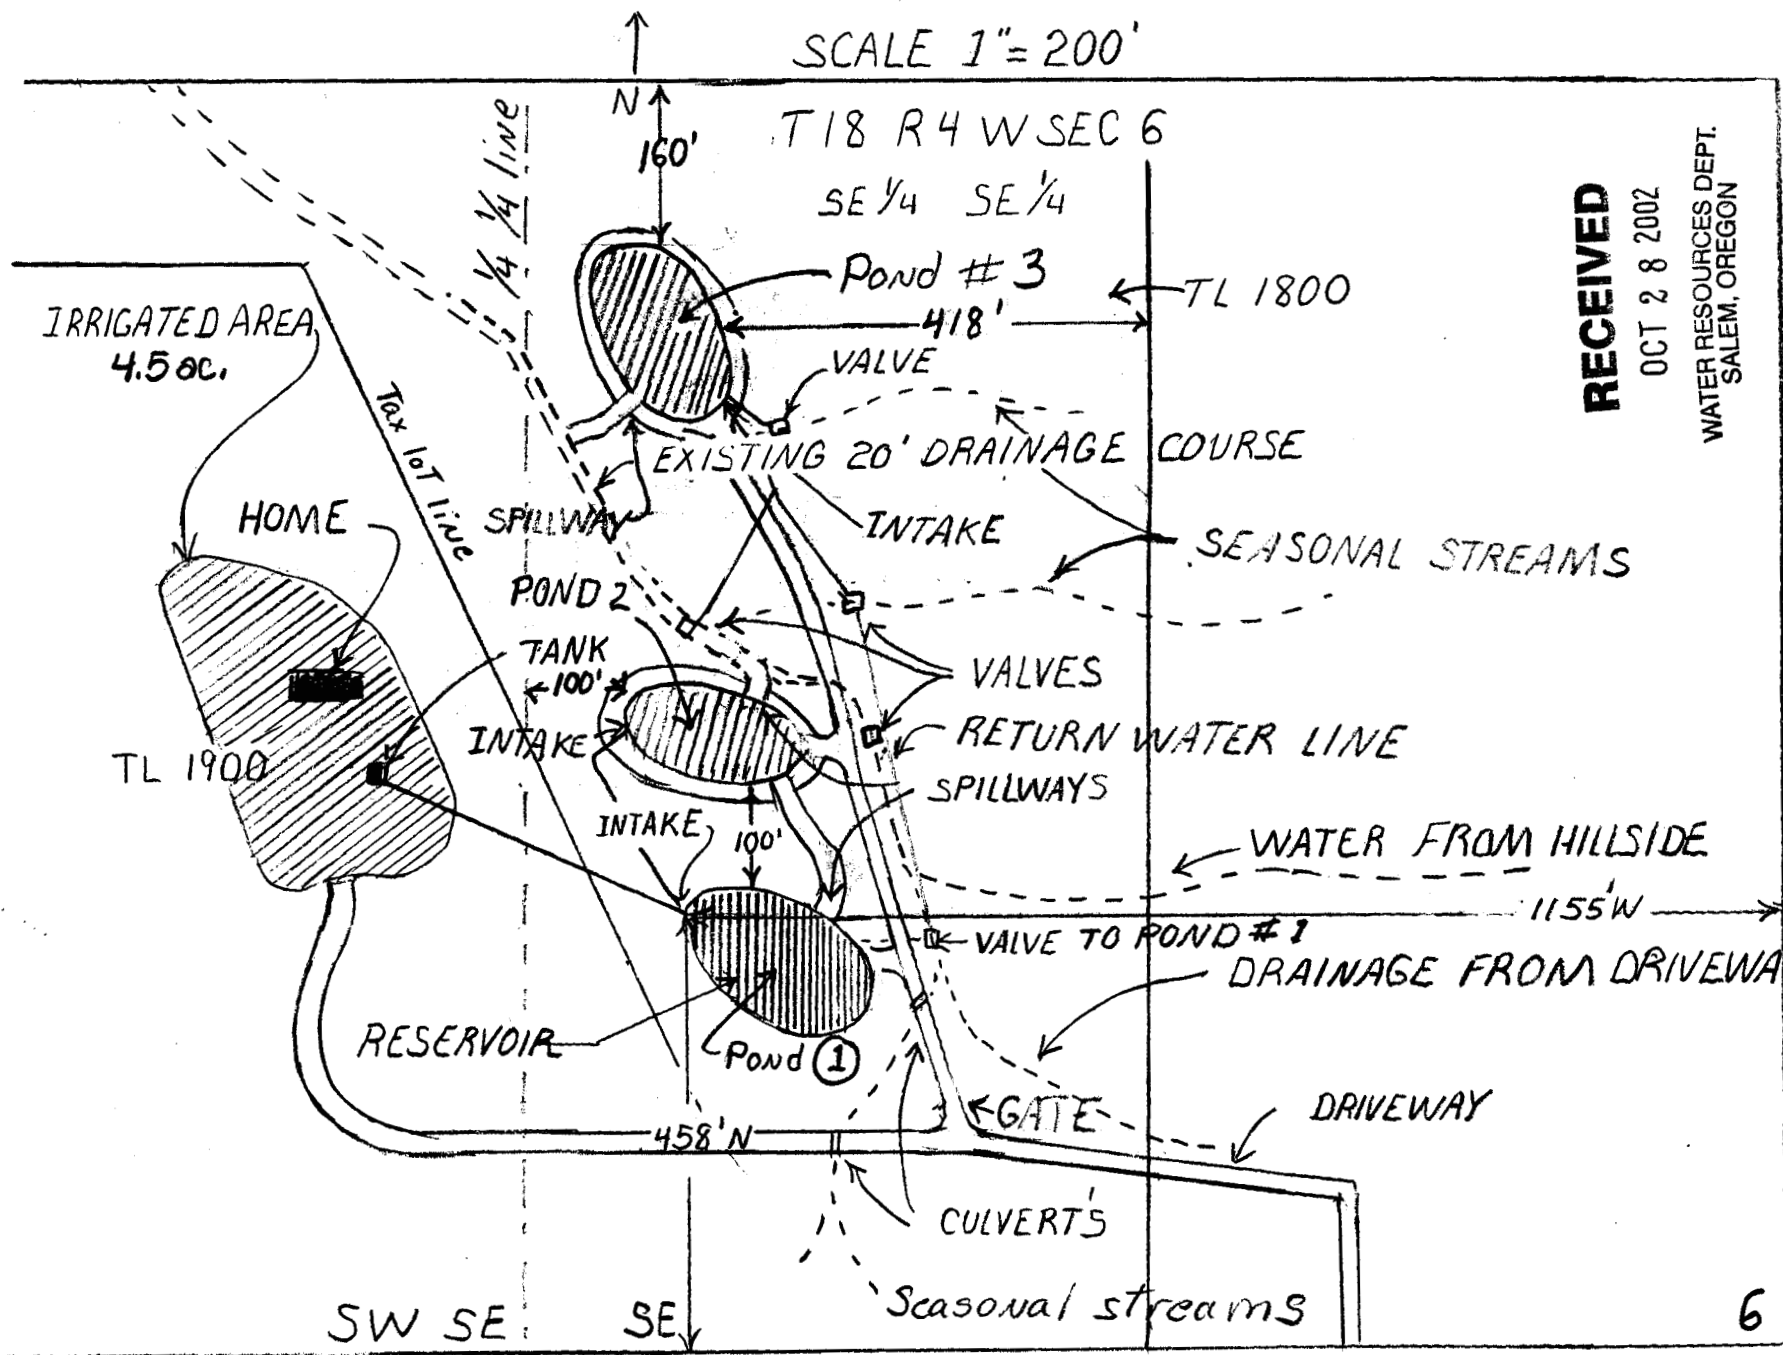 SCALE 1"= 200'
N
160'
T18 R4 W SEC 6
SE 1/4 SE 1/4
1/4 1/4 line
RECEIVED
OCT 28 2002
WATER RESOURCES DEPT.
SALEM, OREGON
Pond #3
TL 1800
418'
IRRIGATED AREA
4.5 ac.
VALVE
Tax loT line
EXISTING 20' DRAINAGE COURSE
HOME
SPILLWAY
INTAKE
SEASONAL STREAMS
POND 2
TANK
100'
VALVES
INTAKE
RETURN WATER LINE
TL 1900
SPILLWAYS
INTAKE
100'
WATER FROM HILLSIDE
1155'W
VALVE TO POND #1
DRAINAGE FROM DRIVEWA
RESERVOIR
Pond 1
GATE
DRIVEWAY
458'N
CULVERT'S
Seasonal streams
SW SE
SE
6